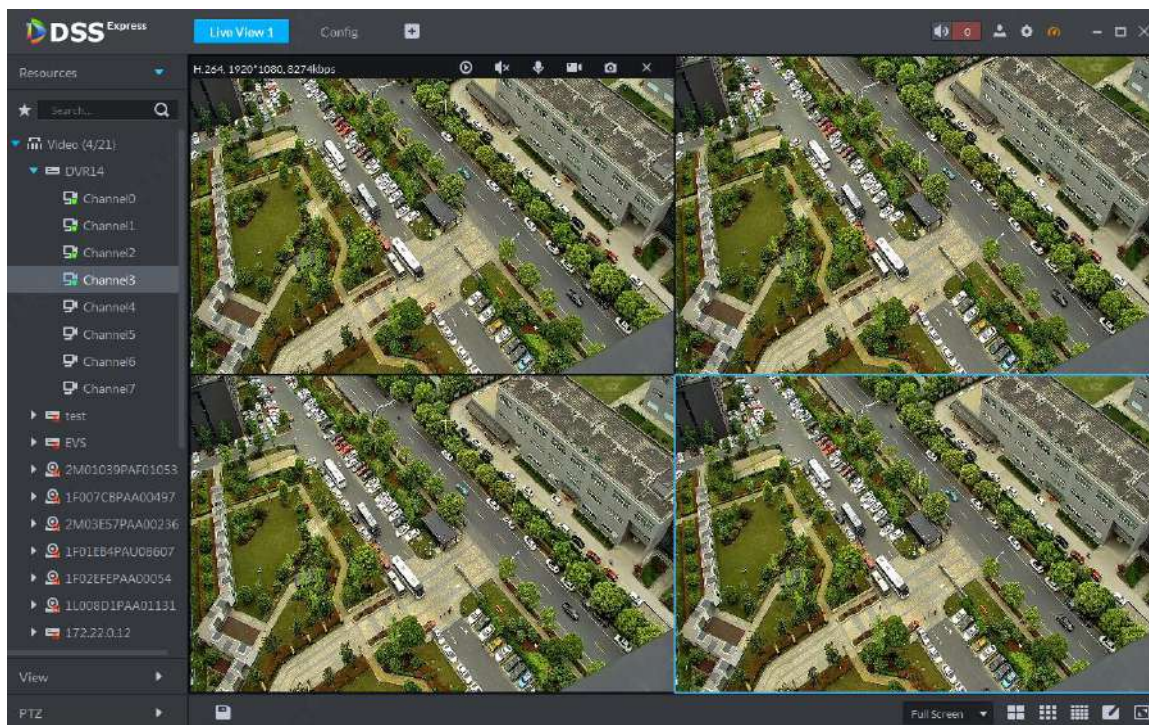 DSS Express
Live View 1
Config
0
Resources
H.264, 1920*1080, 8274kbps
Search...
Video (4/21)
DVR14
Channel0
Channel1
Channel2
Channel3
Channel4
Channel5
Channel6
Channel7
test
EVS
2M01039PAF01053
1F007CBPAA00497
2M03E57PAA00236
1F01EB4PAU08607
1F02EFEPAA00054
1L008D1PAA01131
172.22.0.12
View
PTZ
Full Screen